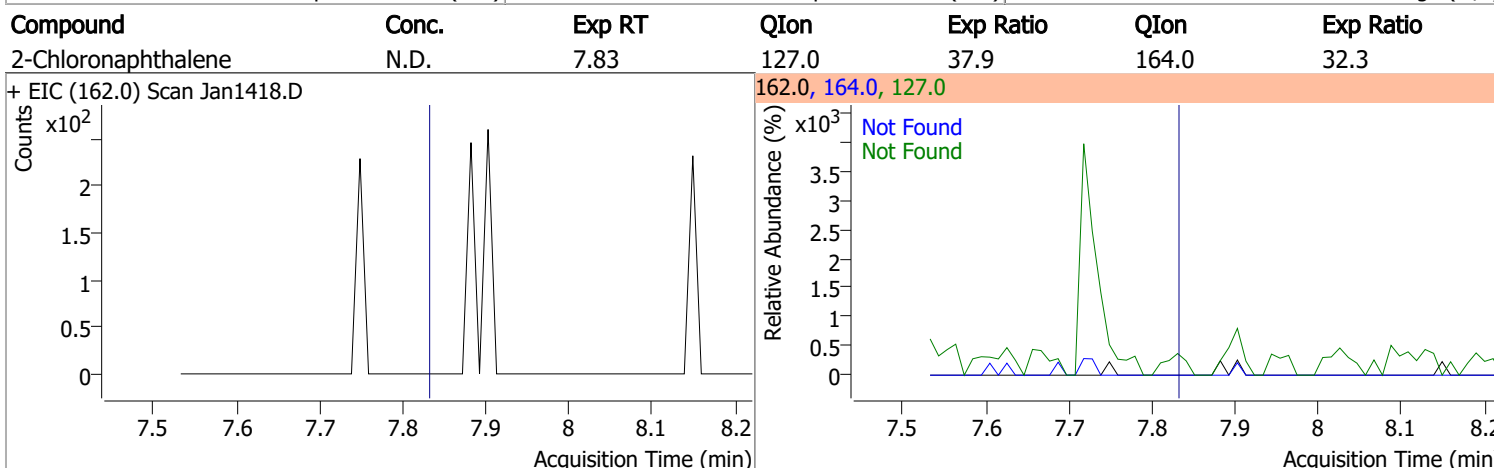 Compound Conc. Exp RT QIon Exp Ratio QIon Exp Ratio
2-Chloronaphthalene N.D. 7.83 127.0 37.9 164.0 32.3
+ EIC (162.0) Scan Jan1418.D
Counts
x10²
2
1.5
1
0.5
0
7.5 7.6 7.7 7.8 7.9 8 8.1 8.2
Acquisition Time (min)
162.0, 164.0, 127.0
Relative Abundance (%)
x10³
Not Found
Not Found
3.5
3
2.5
2
1.5
1
0.5
0
7.5 7.6 7.7 7.8 7.9 8 8.1 8.2
Acquisition Time (min